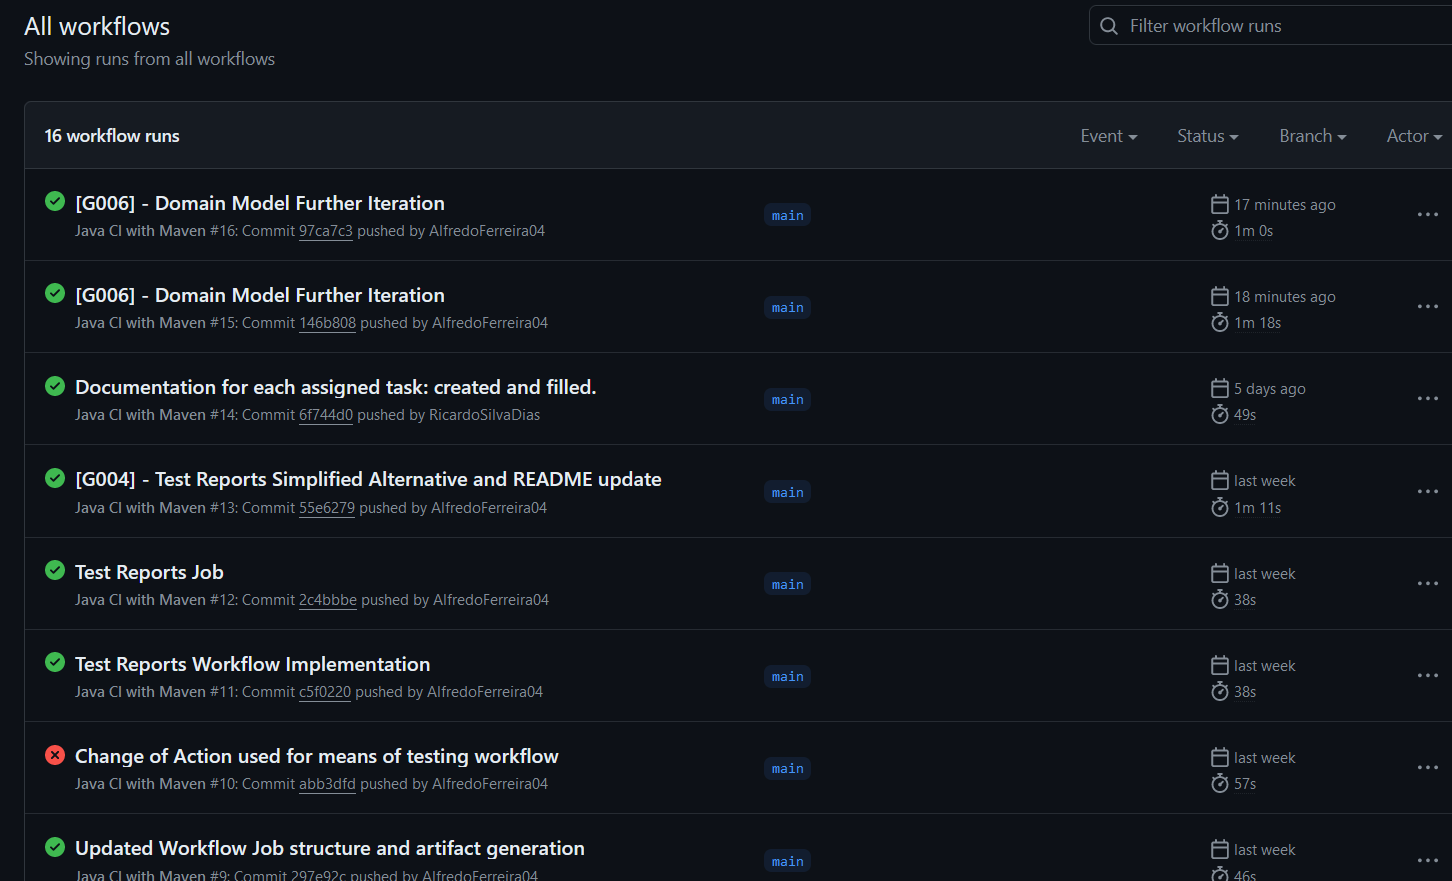 All workflows
Filter workflow runs
Showing runs from all workflows
16 workflow runs
Event
Status
Branch
Actor
[G006] - Domain Model Further Iteration
Java CI with Maven #16: Commit 97ca7c3 pushed by AlfredoFerreira04
main
17 minutes ago
1m 0s
[G006] - Domain Model Further Iteration
Java CI with Maven #15: Commit 146b808 pushed by AlfredoFerreira04
main
18 minutes ago
1m 18s
Documentation for each assigned task: created and filled.
Java CI with Maven #14: Commit 6f744d0 pushed by RicardoSilvaDias
main
5 days ago
49s
[G004] - Test Reports Simplified Alternative and README update
Java CI with Maven #13: Commit 55e6279 pushed by AlfredoFerreira04
main
last week
1m 11s
Test Reports Job
Java CI with Maven #12: Commit 2c4bbbe pushed by AlfredoFerreira04
main
last week
38s
Test Reports Workflow Implementation
Java CI with Maven #11: Commit c5f0220 pushed by AlfredoFerreira04
main
last week
38s
Change of Action used for means of testing workflow
Java CI with Maven #10: Commit abb3dfd pushed by AlfredoFerreira04
main
last week
57s
Updated Workflow Job structure and artifact generation
Java CI with Maven #9: Commit 297e92c pushed by AlfredoFerreira04
main
last week
46s